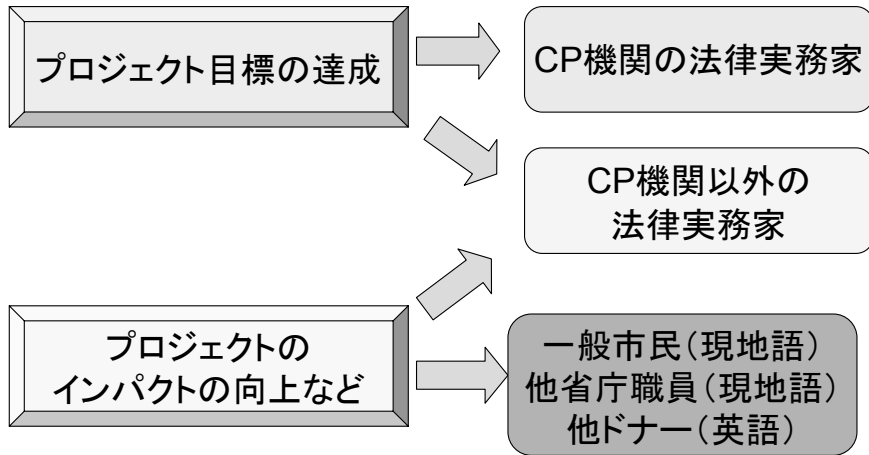 プロジェクト目標の達成
CP機関の法律実務家
CP機関以外の
法律実務家
プロジェクトの
インパクトの向上など
一般市民（現地語）
他省庁職員（現地語）
他ドナー（英語）